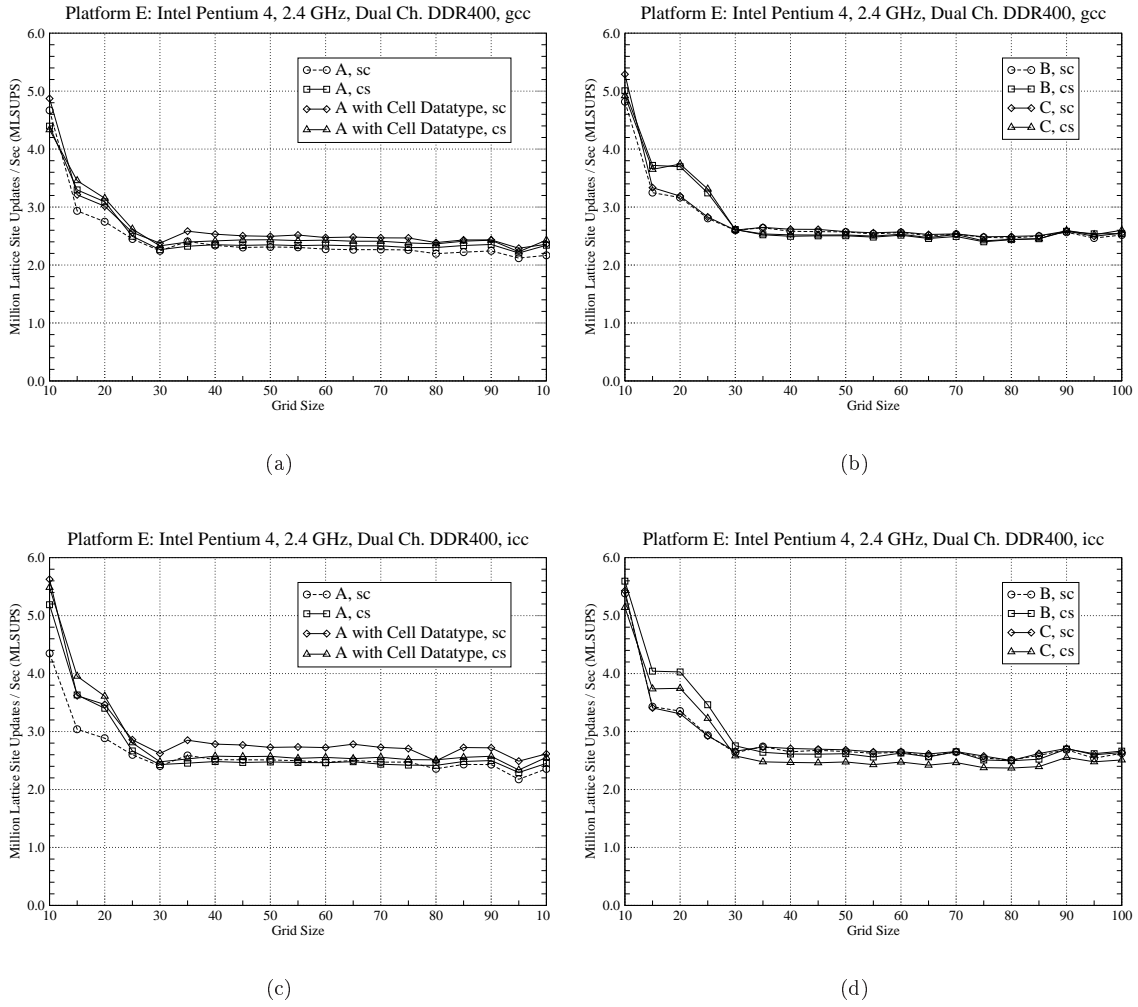 Platform E: Intel Pentium 4, 2.4 GHz, Dual Ch. DDR400, gcc
Million Lattice Site Updates / Sec (MLSUPS)
6.0
5.0
4.0
3.0
2.0
1.0
0.0
A, sc
A, cs
A with Cell Datatype, sc
A with Cell Datatype, cs
10 20 30 40 50 60 70 80 90 10
Grid Size
(a)
Platform E: Intel Pentium 4, 2.4 GHz, Dual Ch. DDR400, gcc
Million Lattice Site Updates / Sec (MLSUPS)
6.0
5.0
4.0
3.0
2.0
1.0
0.0
B, sc
B, cs
C, sc
C, cs
10 20 30 40 50 60 70 80 90 100
Grid Size
(b)
Platform E: Intel Pentium 4, 2.4 GHz, Dual Ch. DDR400, icc
Million Lattice Site Updates / Sec (MLSUPS)
6.0
5.0
4.0
3.0
2.0
1.0
0.0
A, sc
A, cs
A with Cell Datatype, sc
A with Cell Datatype, cs
10 20 30 40 50 60 70 80 90 10
Grid Size
(c)
Platform E: Intel Pentium 4, 2.4 GHz, Dual Ch. DDR400, icc
Million Lattice Site Updates / Sec (MLSUPS)
6.0
5.0
4.0
3.0
2.0
1.0
0.0
B, sc
B, cs
C, sc
C, cs
10 20 30 40 50 60 70 80 90 100
Grid Size
(d)